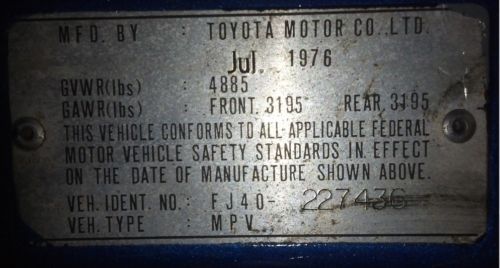 MFD. BY : TOYOTA MOTOR CO., LTD.
Jul. 1976
GVWR(lbs) : 4885
GAWR(lbs) : FRONT. 3195 REAR. 3195
THIS VEHICLE CONFORMS TO ALL APPLICABLE FEDERAL
MOTOR VEHICLE SAFETY STANDARDS IN EFFECT
ON THE DATE OF MANUFACTURE SHOWN ABOVE.
VEH. IDENT. NO. : FJ40- 227436
VEH. TYPE : MPV